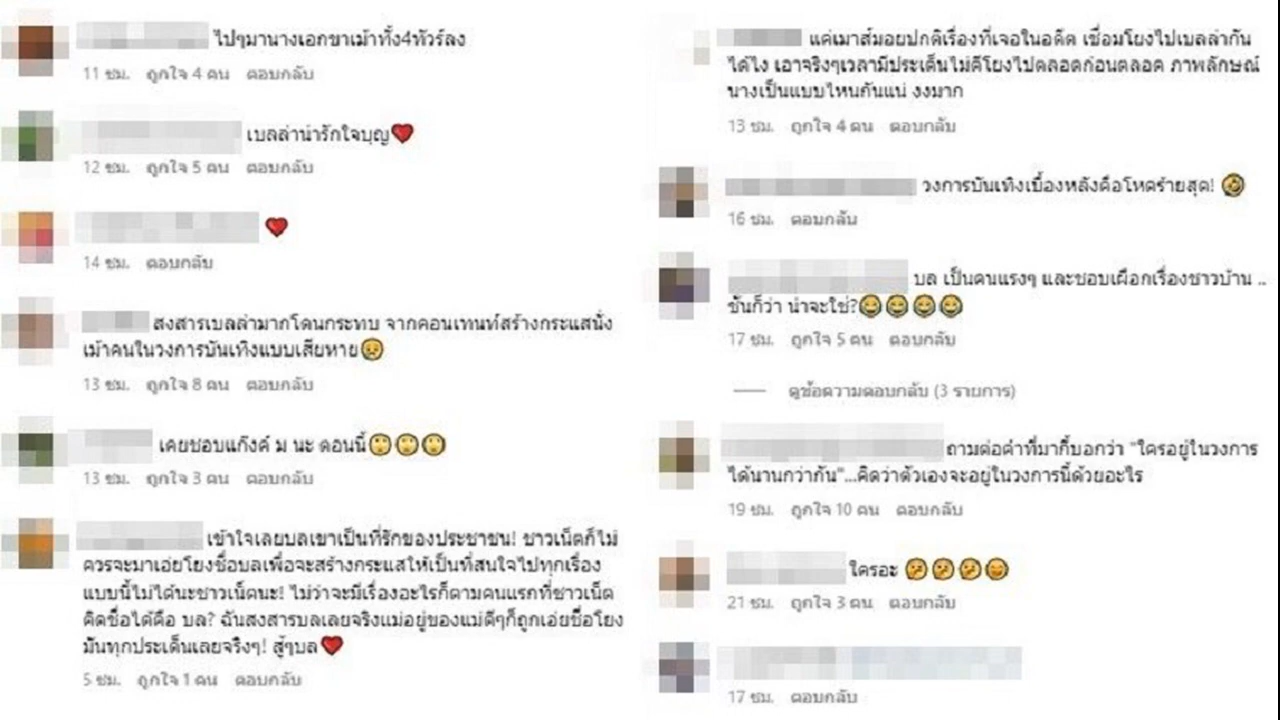 ไปๆมานางเอกขาเม้าทั้ง4ทัวร์ลง
11 ชม. ถูกใจ 4 คน ตอบกลับ
เบลล่าน่ารักใจบุญ❤️
12 ชม. ถูกใจ 5 คน ตอบกลับ
❤️
14 ชม. ตอบกลับ
สงสารเบลล่ามากโดนกระทบ จากคอนเทนท์สร้างกระแสนั่ง
เม้าคนในวงการบันเทิงแบบเสียหาย😢
13 ชม. ถูกใจ 8 คน ตอบกลับ
เคยชอบแก๊งค์ ม นะ ตอนนี้🙄🙄🙄
13 ชม. ถูกใจ 3 คน ตอบกลับ
เข้าใจเลยบลเขาเป็นที่รักของประชาชน! ชาวเน็ตก็ไม่
ควรจะมาเอ่ยโยงชื่อบลเพื่อจะสร้างกระแสให้เป็นที่สนใจไปทุกเรื่อง
แบบนี้ไม่ได้นะชาวเน็ตนะ! ไม่ว่าจะมีเรื่องอะไรก็ตามคนแรกที่ชาวเน็ต
คิดชื่อได้คือ บล? ฉันสงสารบลเลยจริงแม่อยู่ของแม่ดีๆก็ถูกเอ่ยชื่อโยง
มันทุกประเด็นเลยจริงๆ! สู้ๆบล❤️
5 ชม. ถูกใจ 1 คน ตอบกลับ
แค่เมาส์มอยปกติเรื่องที่เจอในอดีต เชื่อมโยงไปเบลล่ากัน
ได้ไง เอาจริงๆเวลามีประเด็นไม่ดีโยงไปตลอดก่อนตลอด ภาพลักษณ์
นางเป็นแบบไหนกันแน่ งงมาก
13 ชม. ถูกใจ 4 คน ตอบกลับ
วงการบันเทิงเบื้องหลังคือโหดร้ายสุด! 🤣
16 ชม. ตอบกลับ
บล เป็นคนแรงๆ และชอบเผือกเรื่องชาวบ้าน ..
ชั้นก็ว่า น่าจะใช่?😂😂😂😂
17 ชม. ถูกใจ 5 คน ตอบกลับ
ดูข้อความตอบกลับ (3 รายการ)
ถามต่อคำที่มากี้บอกว่า "ใครอยู่ในวงการ
ได้นานกว่ากัน"...คิดว่าตัวเองจะอยู่ในวงการนี้ด้วยอะไร
19 ชม. ถูกใจ 10 คน ตอบกลับ
ใครอะ 🤔🤔🤔😅
21 ชม. ถูกใจ 3 คน ตอบกลับ
17 ชม. ตอบกลับ